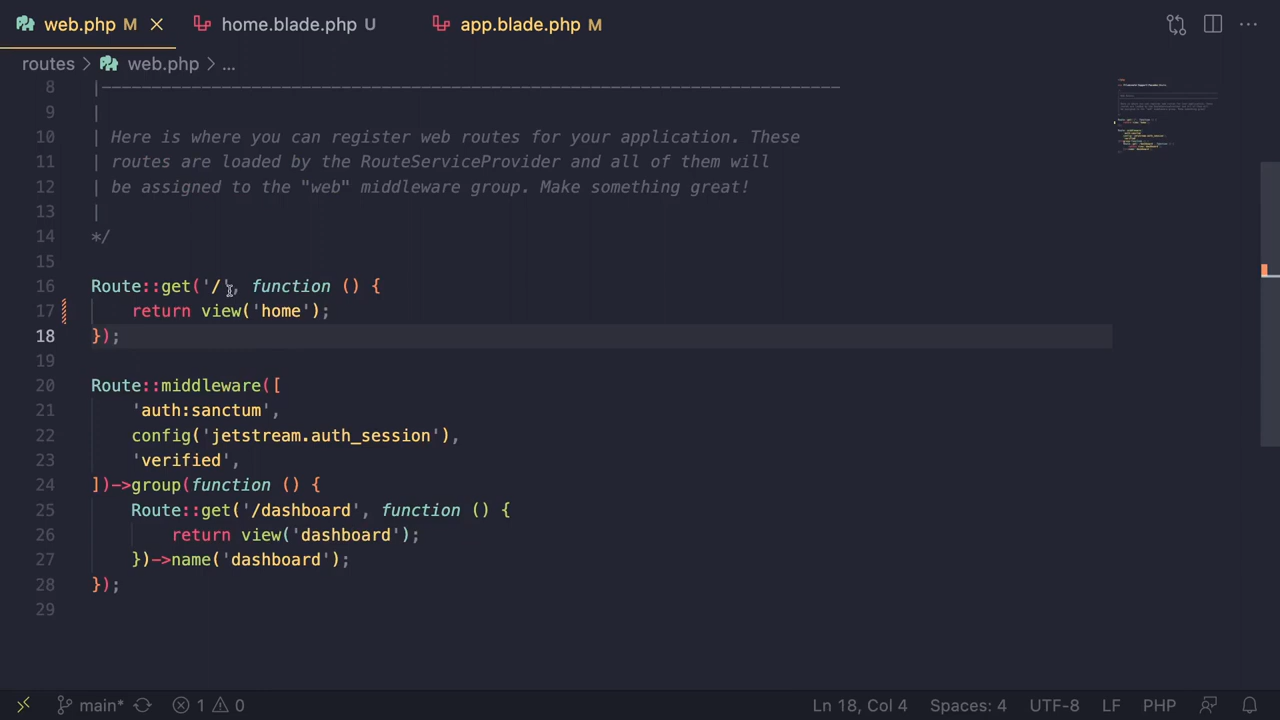 web.php M
home.blade.php U
app.blade.php M
routes > web.php > ...
8 |--------------------------------------------------------------------------
9 |
10 | Here is where you can register web routes for your application. These
11 | routes are loaded by the RouteServiceProvider and all of them will
12 | be assigned to the "web" middleware group. Make something great!
13 |
14 */
15
16 Route::get('/', function () {
17 return view('home');
18 });
19
20 Route::middleware([
21 'auth:sanctum',
22 config('jetstream.auth_session'),
23 'verified',
24 ])->group(function () {
25 Route::get('/dashboard', function () {
26 return view('dashboard');
27 })->name('dashboard');
28 });
29
main* 1 0 Ln 18, Col 4 Spaces: 4 UTF-8 LF PHP